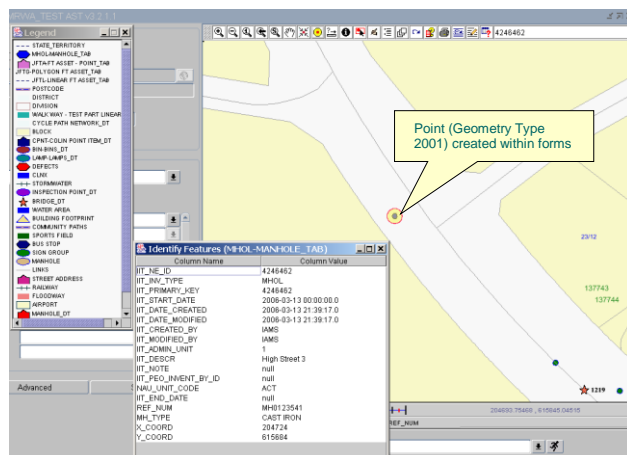 MRWA_TEST AST v3.2.1.1
Legend
STATE_TERRITORY
MHOL-MANHOLE_TAB
JFTA-FT ASSET - POINT_TAB
JFTG-POLYGON FT ASSET_TAB
JFTL-LINEAR FT ASSET_TAB
POSTCODE
DISTRICT
DIVISION
WALK WAY - TEST PART LINEAR
CYCLE PATH NETWORK_DT
BLOCK
CPNT-COLIN POINT ITEM_DT
BIN-BINS_DT
LAMP-LAMPS_DT
DEFECTS
CLNX
STORMWATER
INSPECTION POINT_DT
BRIDGE_DT
WATER AREA
BUILDING FOOTPRINT
COMMUNITY PATHS
SPORTS FIELD
BUS STOP
SIGN GROUP
MANHOLE
LINKS
STREET ADDRESS
RAILWAY
FLOODWAY
AIRPORT
MANHOLE_DT
4246462
Point (Geometry Type
2001) created within forms
23/12
137743
137744
1219
Identify Features (MHOL-MANHOLE_TAB)
Column Name Column Value
IIT_NE_ID 4246462
IIT_INV_TYPE MHOL
IIT_PRIMARY_KEY 4246462
IIT_START_DATE 2006-03-13 00:00:00.0
IIT_DATE_CREATED 2006-03-13 21:39:17.0
IIT_DATE_MODIFIED 2006-03-13 21:39:17.0
IIT_CREATED_BY IAMS
IIT_MODIFIED_BY IAMS
IIT_ADMIN_UNIT 1
IIT_DESCR High Street 3
IIT_NOTE null
IIT_PEO_INVENT_BY_ID null
NAU_UNIT_CODE ACT
IIT_END_DATE null
REF_NUM MH0123541
MH_TYPE CAST IRON
X_COORD 204724
Y_COORD 615684
Advanced
REF_NUM